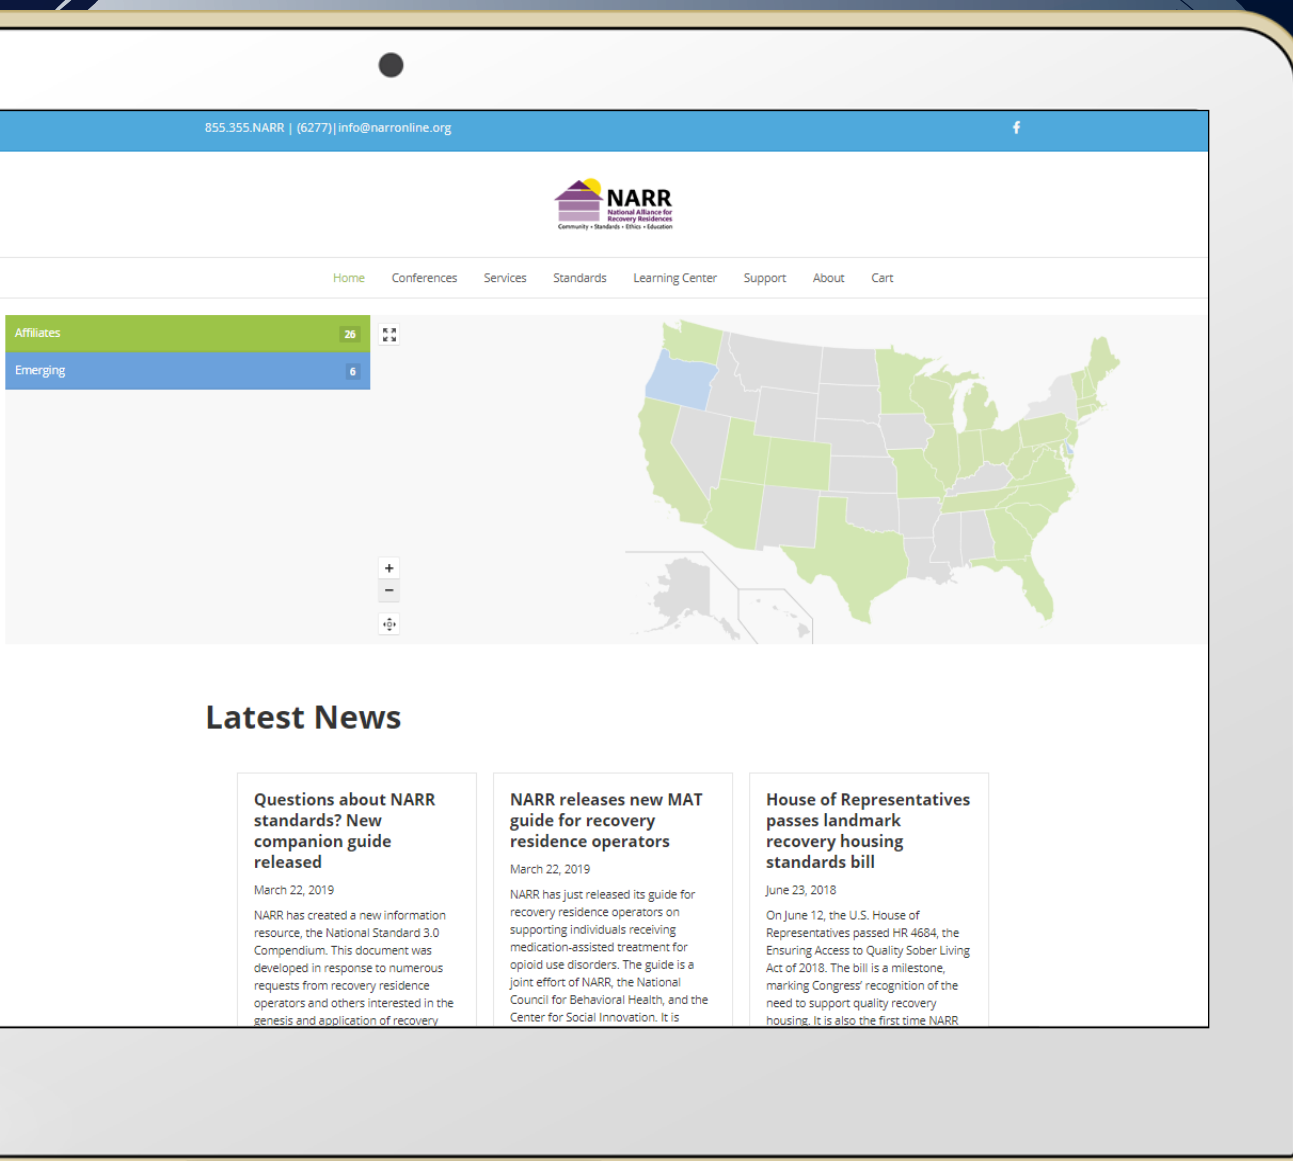 855.355.NARR | (6277)|info@narronline.org
NARR
National Alliance for
Recovery Residences
Community • Standards • Ethics • Education
Home Conferences Services Standards Learning Center Support About Cart
Affiliates 26
Emerging 6
+
−
Latest News
Questions about NARR
standards? New
companion guide
released
March 22, 2019
NARR has created a new information
resource, the National Standard 3.0
Compendium. This document was
developed in response to numerous
requests from recovery residence
operators and others interested in the
genesis and application of recovery
NARR releases new MAT
guide for recovery
residence operators
March 22, 2019
NARR has just released its guide for
recovery residence operators on
supporting individuals receiving
medication-assisted treatment for
opioid use disorders. The guide is a
joint effort of NARR, the National
Council for Behavioral Health, and the
Center for Social Innovation. It is
House of Representatives
passes landmark
recovery housing
standards bill
June 23, 2018
On June 12, the U.S. House of
Representatives passed HR 4684, the
Ensuring Access to Quality Sober Living
Act of 2018. The bill is a milestone,
marking Congress’ recognition of the
need to support quality recovery
housing. It is also the first time NARR